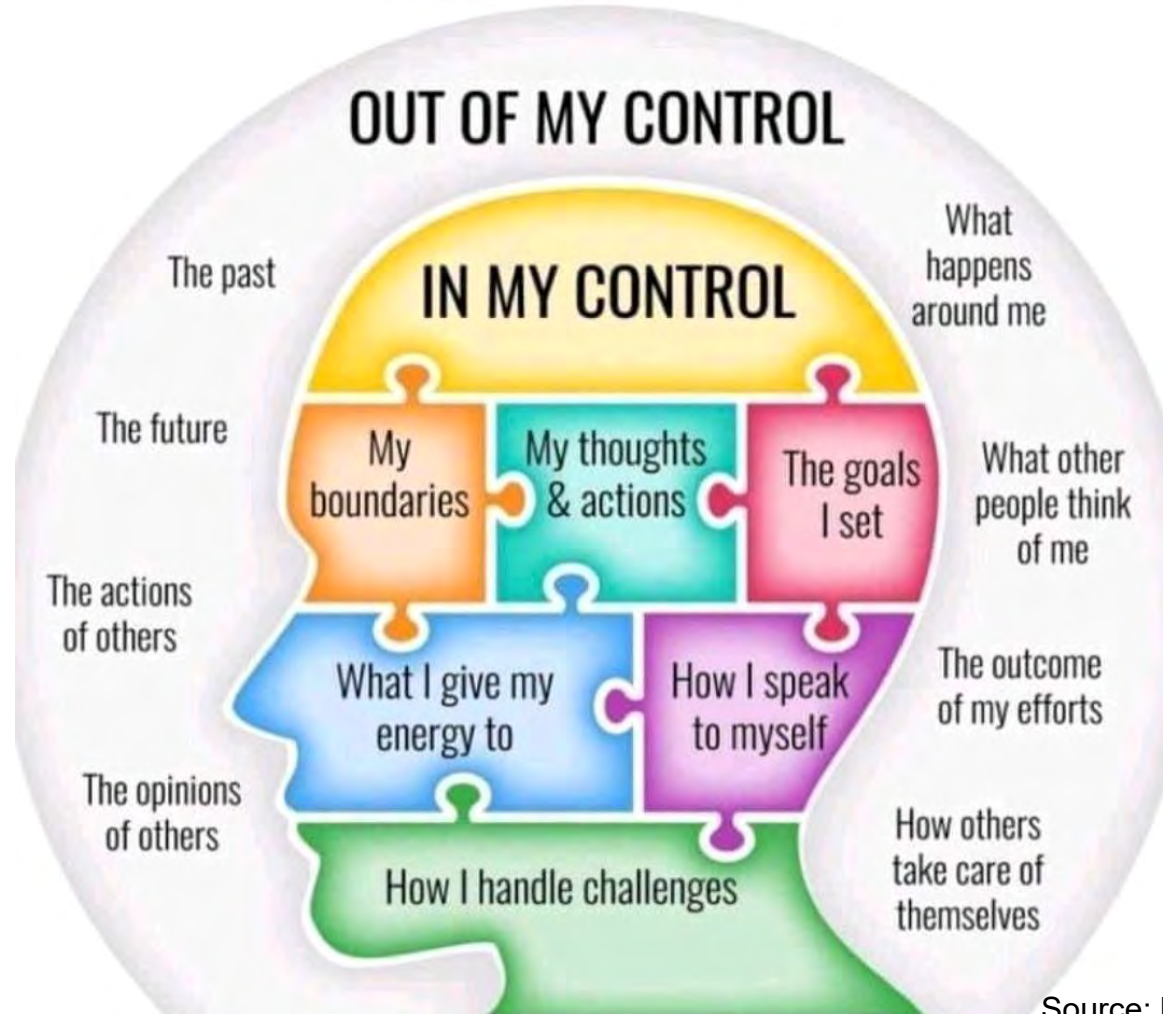 OUT OF MY CONTROL
The past
The future
The actions
of others
The opinions
of others
What
happens
around me
What other
people think
of me
The outcome
of my efforts
How others
take care of
themselves
IN MY CONTROL
My
boundaries
My thoughts
& actions
The goals
I set
What I give my
energy to
How I speak
to myself
How I handle challenges
Source: